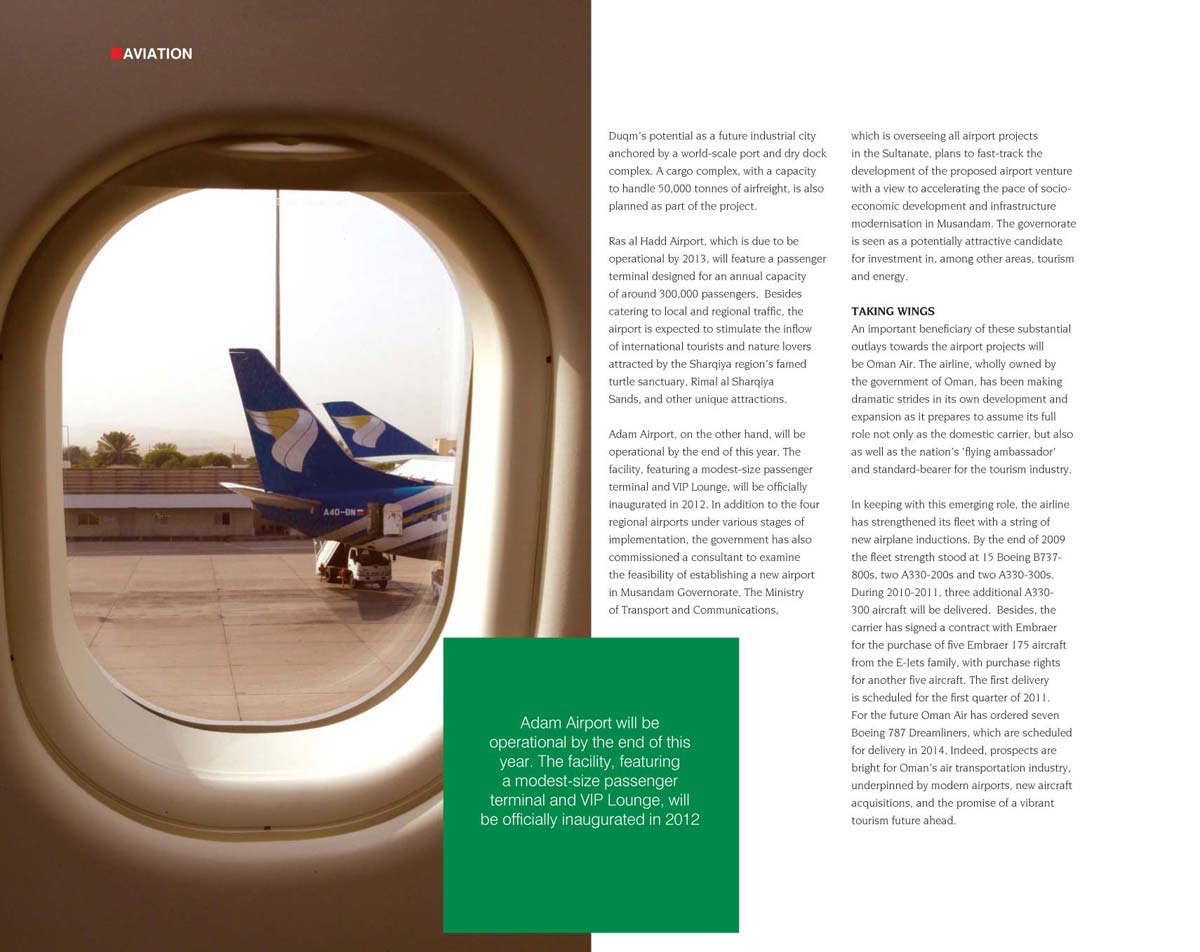 AVIATION
A4O-BN
Duqm's potential as a future industrial city
anchored by a world-scale port and dry dock
complex. A cargo complex, with a capacity
to handle 50,000 tonnes of airfreight, is also
planned as part of the project.
Ras al Hadd Airport, which is due to be
operational by 2013, will feature a passenger
terminal designed for an annual capacity
of around 300,000 passengers.  Besides
catering to local and regional traffic, the
airport is expected to stimulate the inflow
of international tourists and nature lovers
attracted by the Sharqiya region's famed
turtle sanctuary, Rimal al Sharqiya
Sands, and other unique attractions.
Adam Airport, on the other hand, will be
operational by the end of this year. The
facility, featuring a modest-size passenger
terminal and VIP Lounge, will be officially
inaugurated in 2012. In addition to the four
regional airports under various stages of
implementation, the government has also
commissioned a consultant to examine
the feasibility of establishing a new airport
in Musandam Governorate. The Ministry
of Transport and Communications,
which is overseeing all airport projects
in the Sultanate, plans to fast-track the
development of the proposed airport venture
with a view to accelerating the pace of socio-
economic development and infrastructure
modernisation in Musandam. The governorate
is seen as a potentially attractive candidate
for investment in, among other areas, tourism
and energy.
TAKING WINGS
An important beneficiary of these substantial
outlays towards the airport projects will
be Oman Air. The airline, wholly owned by
the government of Oman, has been making
dramatic strides in its own development and
expansion as it prepares to assume its full
role not only as the domestic carrier, but also
as well as the nation's 'flying ambassador'
and standard-bearer for the tourism industry.
In keeping with this emerging role, the airline
has strengthened its fleet with a string of
new airplane inductions. By the end of 2009
the fleet strength stood at 15 Boeing B737-
800s, two A330-200s and two A330-300s.
During 2010-2011, three additional A330-
300 aircraft will be delivered.  Besides, the
carrier has signed a contract with Embraer
for the purchase of five Embraer 175 aircraft
from the E-Jets family, with purchase rights
for another five aircraft. The first delivery
is scheduled for the first quarter of 2011.
For the future Oman Air has ordered seven
Boeing 787 Dreamliners, which are scheduled
for delivery in 2014. Indeed, prospects are
bright for Oman's air transportation industry,
underpinned by modern airports, new aircraft
acquisitions, and the promise of a vibrant
tourism future ahead.
Adam Airport will be
operational by the end of this
year. The facility, featuring
a modest-size passenger
terminal and VIP Lounge, will
be officially inaugurated in 2012